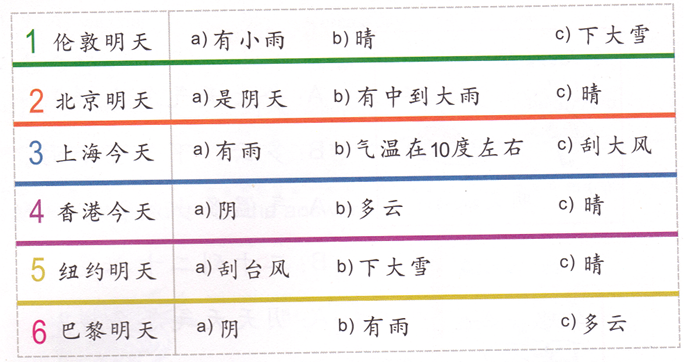 1 伦敦明天 a) 有小雨 b) 晴 c) 下大雪
2 北京明天 a) 是阴天 b) 有中到大雨 c) 晴
3 上海今天 a) 有雨 b) 气温在10度左右 c) 刮大风
4 香港今天 a) 阴 b) 多云 c) 晴
5 纽约明天 a) 刮台风 b) 下大雪 c) 晴
6 巴黎明天 a) 阴 b) 有雨 c) 多云